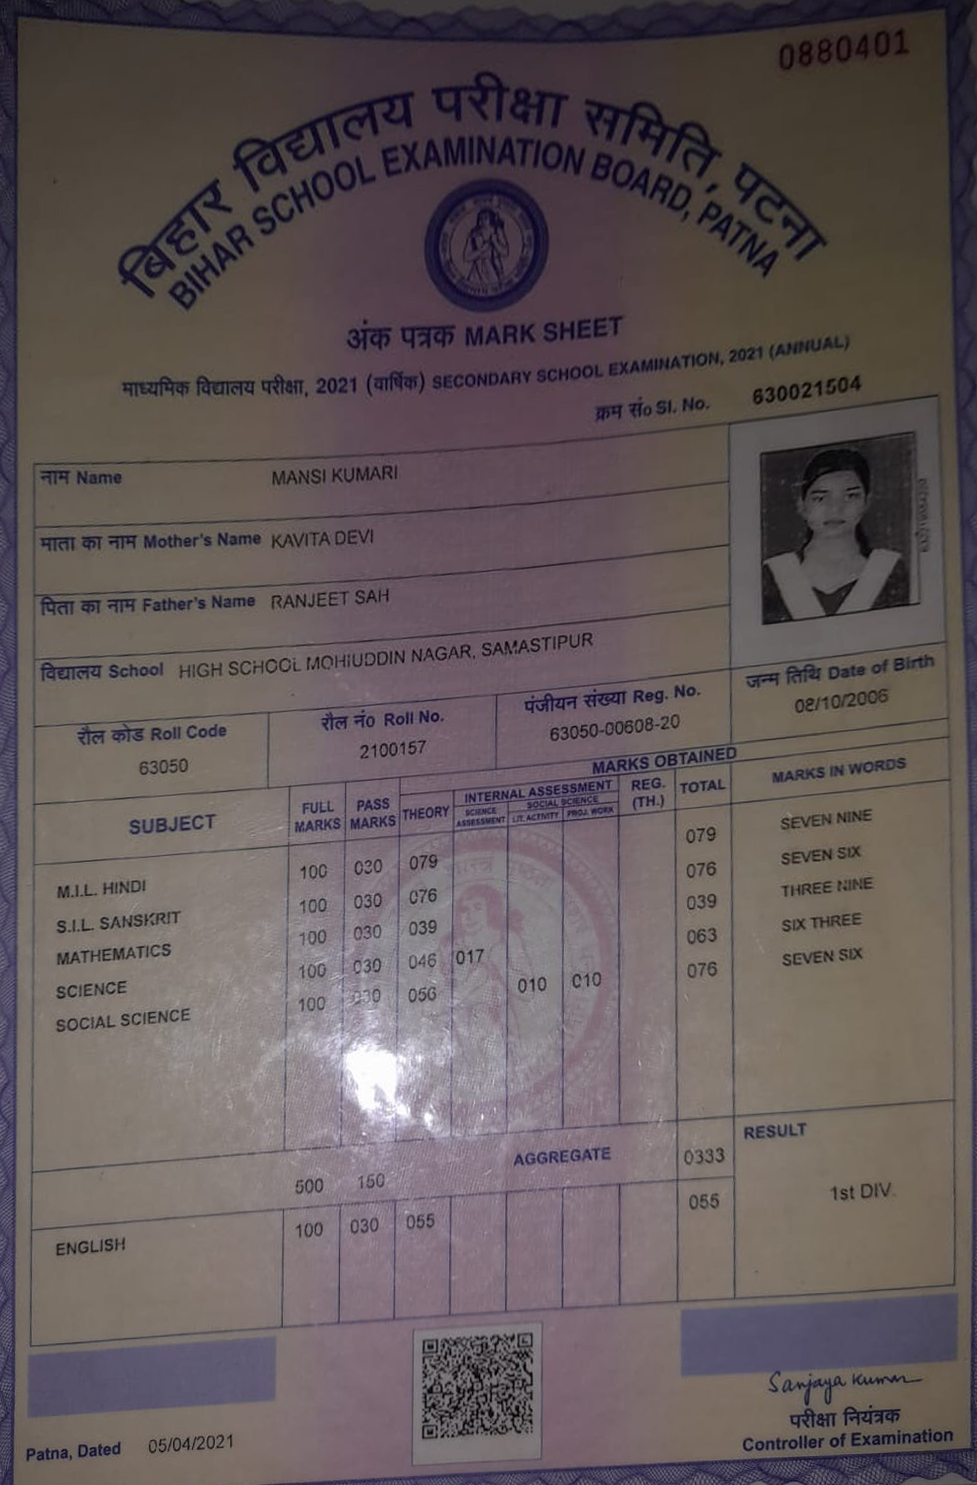 0880401
बिहार विद्यालय परीक्षा समिति, पटना
BIHAR SCHOOL EXAMINATION BOARD, PATNA
अंक पत्रक MARK SHEET
माध्यमिक विद्यालय परीक्षा, 2021 (वार्षिक) SECONDARY SCHOOL EXAMINATION, 2021 (ANNUAL)
क्रम सं० Sl. No. 630021504
नाम Name MANSI KUMARI
माता का नाम Mother's Name KAVITA DEVI
पिता का नाम Father's Name RANJEET SAH
विद्यालय School HIGH SCHOOL MOHIUDDIN NAGAR, SAMASTIPUR
रौल कोड Roll Code रौल नं० Roll No. पंजीयन संख्या Reg. No. जन्म तिथि Date of Birth
63050 2100157 63050-00608-20 08/10/2006
MARKS OBTAINED
SUBJECT FULL MARKS PASS MARKS THEORY INTERNAL ASSESSMENT REG. (TH.) TOTAL MARKS IN WORDS
SCIENCE ASSESSMENT SOCIAL SCIENCE LIT. ACTIVITY PROJ. WORK
M.I.L. HINDI 100 030 079 079 SEVEN NINE
S.I.L. SANSKRIT 100 030 076 076 SEVEN SIX
MATHEMATICS 100 030 039 039 THREE NINE
SCIENCE 100 030 046 017 063 SIX THREE
SOCIAL SCIENCE 100 030 056 010 010 076 SEVEN SIX
500 150 AGGREGATE 0333 RESULT
1st DIV.
ENGLISH 100 030 055 055
Sanjaya Kumar
परीक्षा नियंत्रक
Patna, Dated 05/04/2021 Controller of Examination